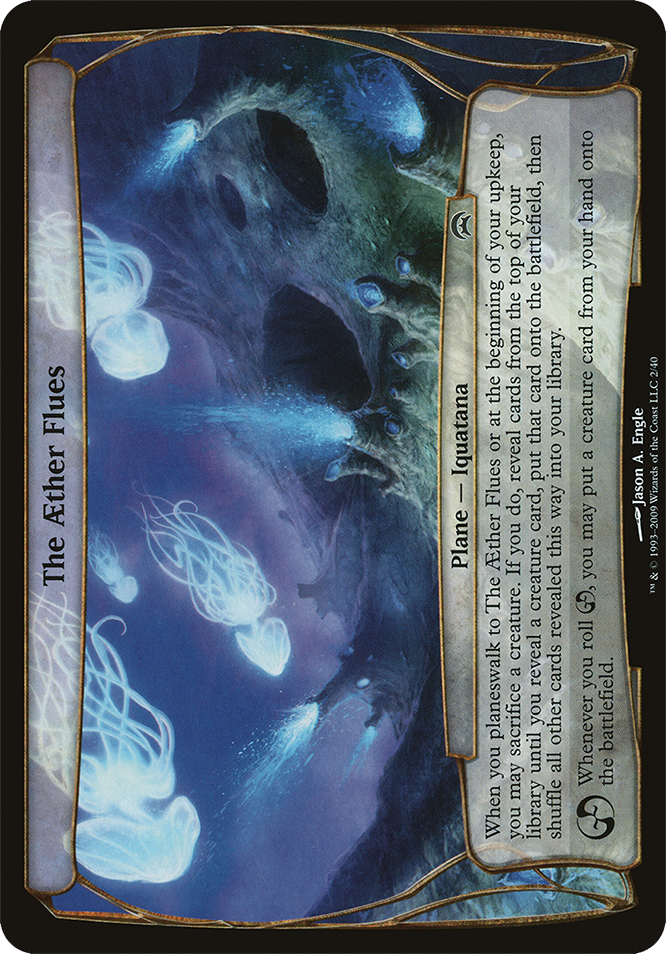 The Æther Flues
Plane — Iquatana
When you planeswalk to The Æther Flues or at the beginning of your upkeep,
you may sacrifice a creature. If you do, reveal cards from the top of your
library until you reveal a creature card, put that card onto the battlefield, then
shuffle all other cards revealed this way into your library.
Whenever you roll , you may put a creature card from your hand onto
the battlefield.
Jason A. Engle
™ & © 1993–2009 Wizards of the Coast LLC 2/40